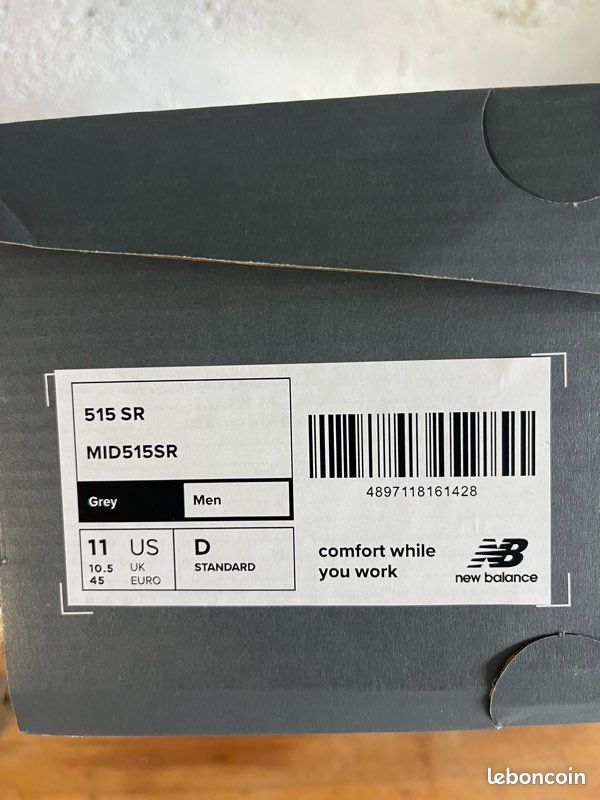 515 SR
MID515SR
Grey
Men
11 US
10.5 UK
45 EURO
D
STANDARD
4897118161428
comfort while
you work
NB
new balance
leboncoin